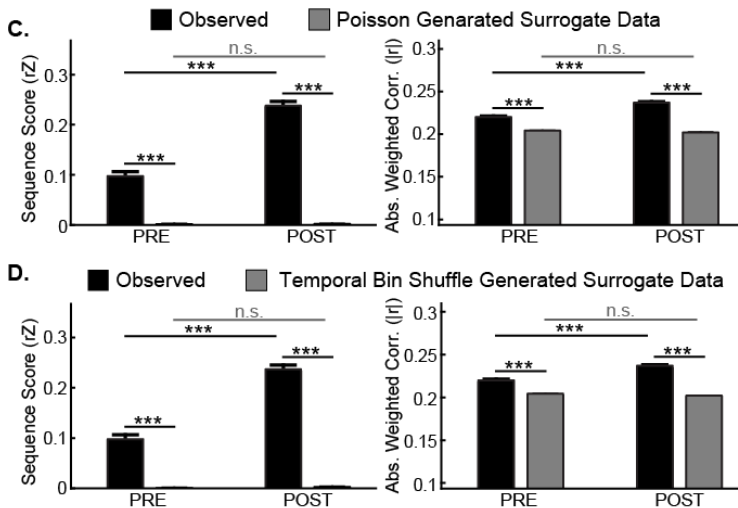 C.
Observed
Poisson Genarated Surrogate Data
Sequence Score (rZ)
0.3
0.2
0.1
0
n.s.
***
***
***
PRE
POST
Abs. Weighted Corr. (|r|)
0.3
0.25
0.2
0.15
0.1
n.s.
***
***
***
PRE
POST
D.
Observed
Temporal Bin Shuffle Generated Surrogate Data
Sequence Score (rZ)
0.3
0.2
0.1
0
n.s.
***
***
***
PRE
POST
Abs. Weighted Corr. (|r|)
0.3
0.25
0.2
0.15
0.1
n.s.
***
***
***
PRE
POST